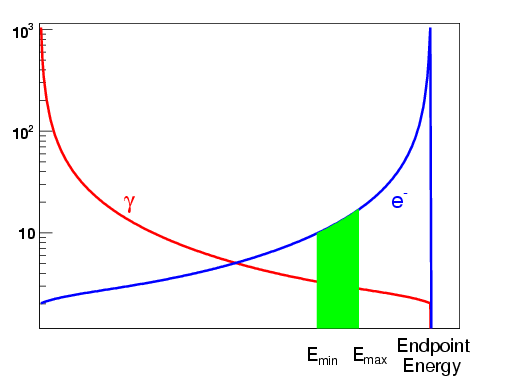 10³
10²
10
γ
e⁻
E_min
E_max
Endpoint
Energy